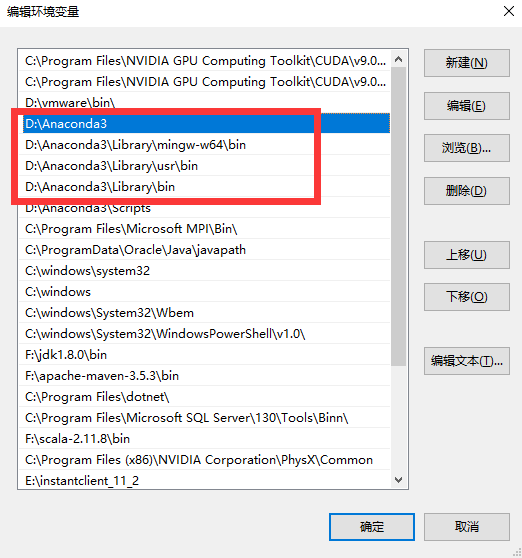 编辑环境变量
C:\Program Files\NVIDIA GPU Computing Toolkit\CUDA\v9.0...
C:\Program Files\NVIDIA GPU Computing Toolkit\CUDA\v9.0...
D:\vmware\bin\
D:\Anaconda3
D:\Anaconda3\Library\mingw-w64\bin
D:\Anaconda3\Library\usr\bin
D:\Anaconda3\Library\bin
D:\Anaconda3\Scripts
C:\Program Files\Microsoft MPI\Bin\
C:\ProgramData\Oracle\Java\javapath
C:\windows\system32
C:\windows
C:\windows\System32\Wbem
C:\windows\System32\WindowsPowerShell\v1.0\
F:\jdk1.8.0\bin
F:\apache-maven-3.5.3\bin
C:\Program Files\dotnet\
C:\Program Files\Microsoft SQL Server\130\Tools\Binn\
F:\scala-2.11.8\bin
C:\Program Files (x86)\NVIDIA Corporation\PhysX\Common
E:\instantclient_11_2
新建(N)
编辑(E)
浏览(B)...
删除(D)
上移(U)
下移(O)
编辑文本(T)...
确定
取消